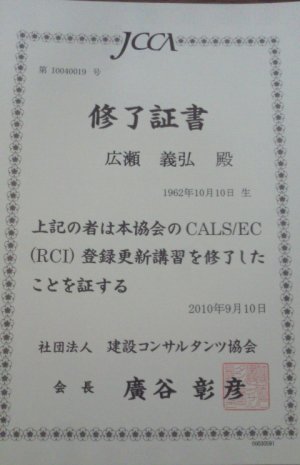 JCCA
第 10040019 号
修了証書
広瀬 義弘 殿
1962年10月10日 生
上記の者は本協会の CALS/EC
(RCI) 登録更新講習を修了した
ことを証する
2010年9月10日
社団法人 建設コンサルタンツ協会
会 長 廣谷 彰彦